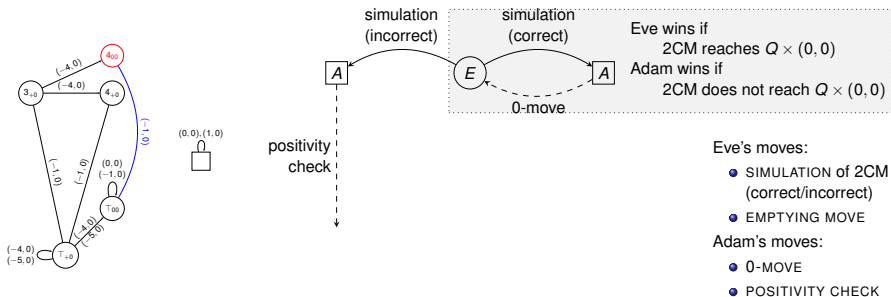 4₀₀
(−4, 0)
3₊₀
(−4, 0)
4₊₀
(−1, 0)
(−1, 0)
(−1, 0)
(0, 0)
(−1, 0)
⊤₀₀
(−4, 0)
(−5, 0)
(−4, 0)
(−5, 0)
⊤₊₀
(0, 0), (1, 0)
simulation
(incorrect)
simulation
(correct)
A
E
A
0-move
positivity
check
Eve wins if
2CM reaches Q × (0, 0)
Adam wins if
2CM does not reach Q × (0, 0)
Eve's moves:
SIMULATION of 2CM
(correct/incorrect)
EMPTYING MOVE
Adam's moves:
0-MOVE
POSITIVITY CHECK